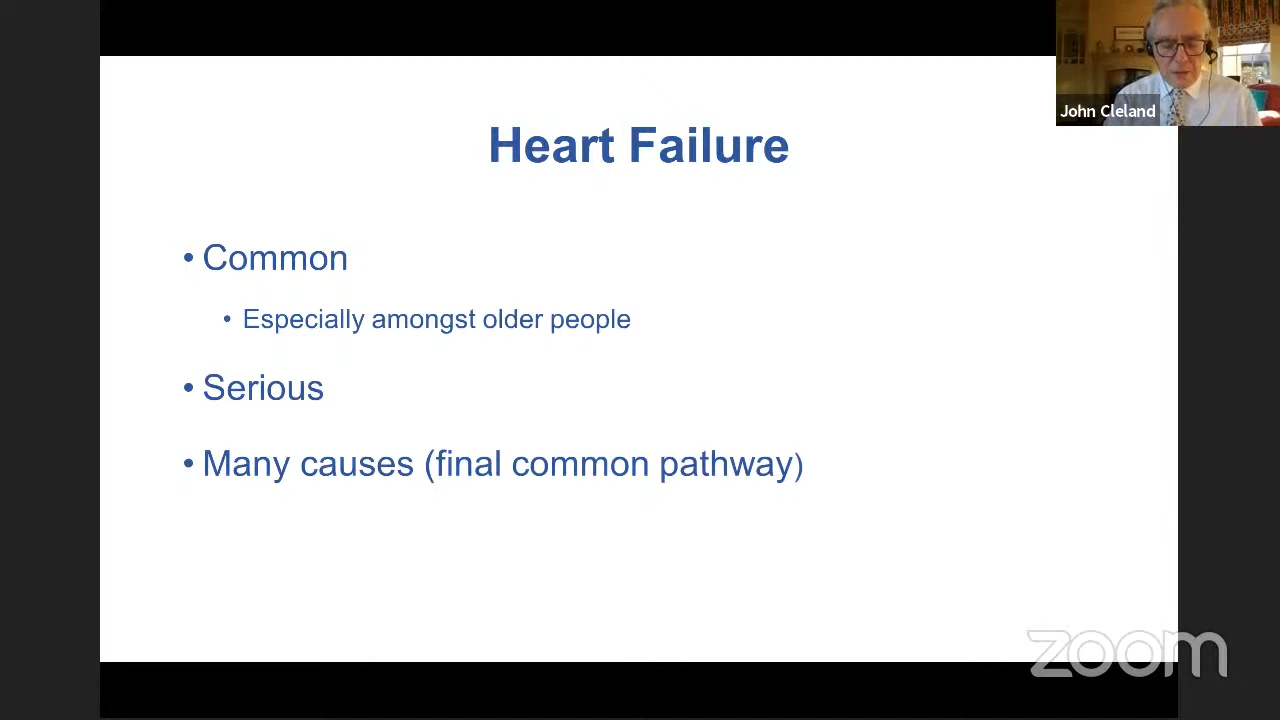 John Cleland
Heart Failure
• Common
• Especially amongst older people
• Serious
• Many causes (final common pathway)
zoom